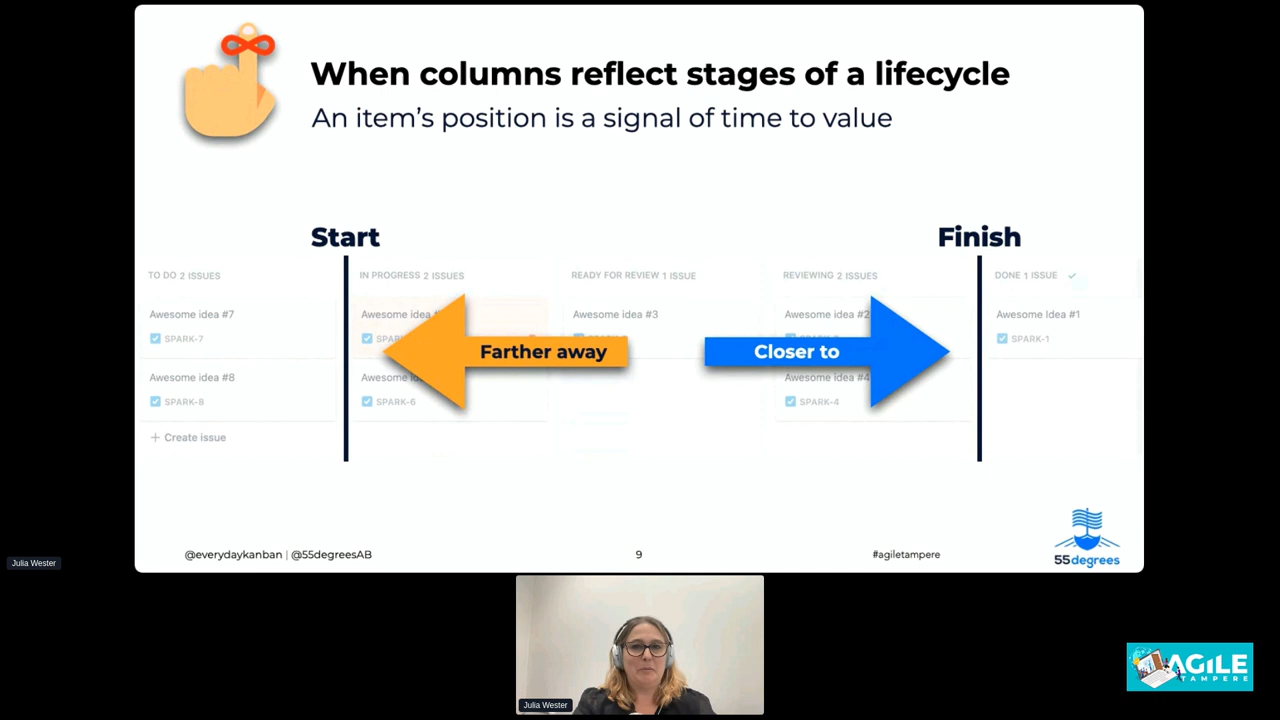 When columns reflect stages of a lifecycle
An item's position is a signal of time to value
Start
Finish
TO DO 2 ISSUES
IN PROGRESS 2 ISSUES
READY FOR REVIEW 1 ISSUE
REVIEWING 2 ISSUES
DONE 1 ISSUE
Awesome idea #7
Awesome idea
Awesome idea #3
Awesome idea #2
Awesome Idea #1
SPARK-7
SPARK-1
Farther away
Closer to
Awesome idea #8
Awesome
Awesome idea #4
SPARK-8
SPARK-6
SPARK-4
+ Create issue
@everydaykanban | @55degreesAB
9
#agiletampere
55degrees
Julia Wester
Julia Wester
AGILE
TAMPERE